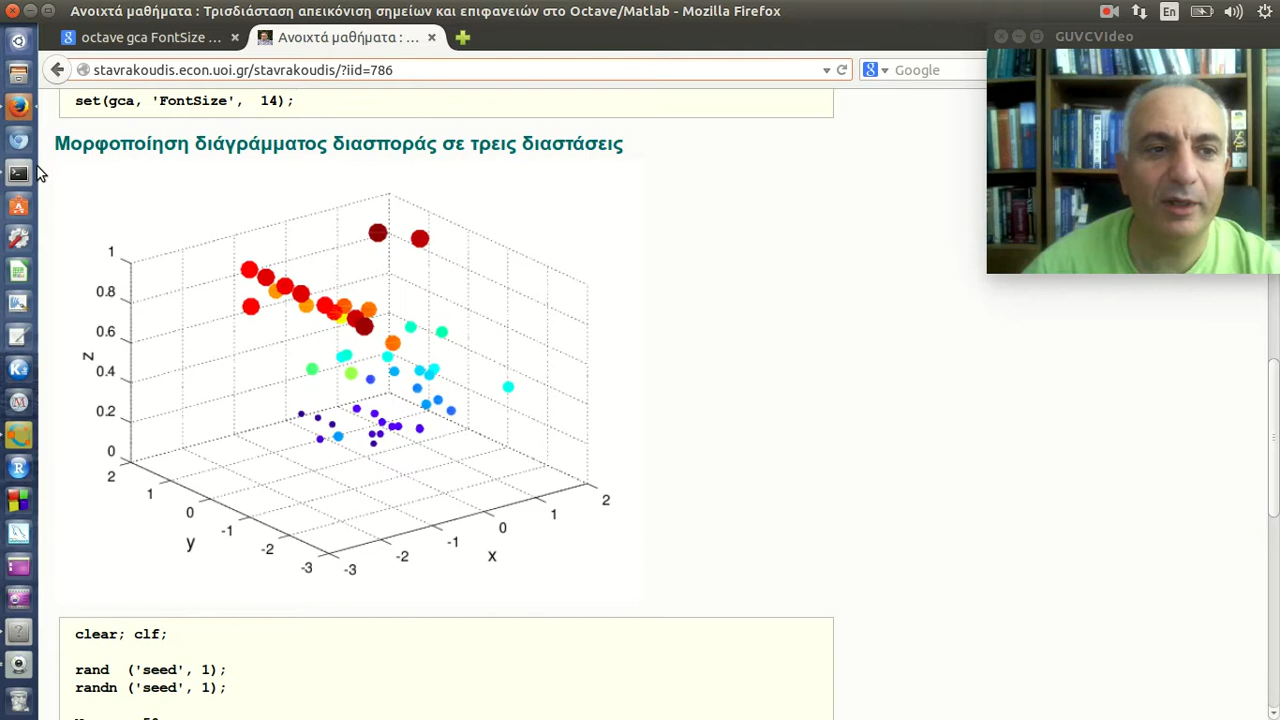 Ανοιχτά μαθήματα : Τρισδιάσταση απεικόνιση σημείων και επιφανειών στο Octave/Matlab - Mozilla Firefox
En
octave gca FontSize ...
Ανοιχτά μαθήματα : ...
GUVCVIdeo
stavrakoudis.econ.uoi.gr/stavrakoudis/?iid=786
Google
set(gca, 'FontSize', 14);
Μορφοποίηση διάγράμματος διασποράς σε τρεις διαστάσεις
1
0.8
0.6
z
0.4
0.2
0
2
1
0
-1
y
-2
-3
-3
-2
-1
x
0
1
2
clear; clf;
rand ('seed', 1);
randn ('seed', 1);